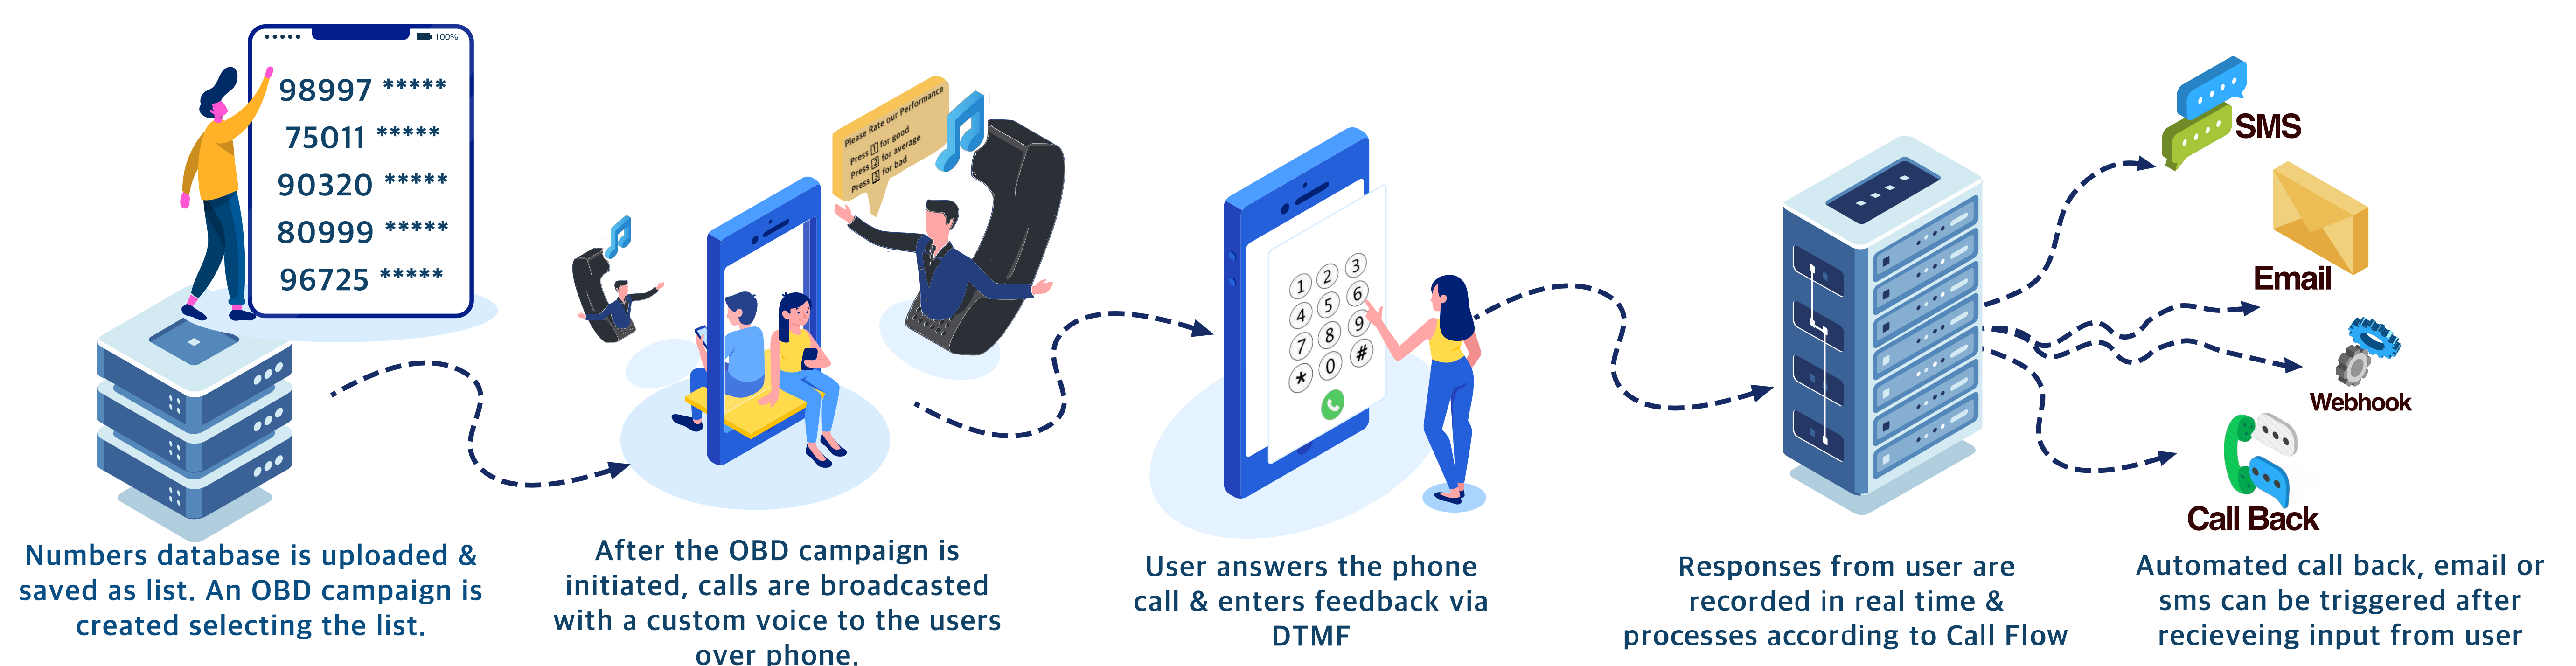 100%
98997 *****
75011 *****
90320 *****
80999 *****
96725 *****
Numbers database is uploaded &
saved as list. An OBD campaign is
created selecting the list.
Please Rate our Performance
Press 1 for good
Press 2 for average
Press 3 for bad
After the OBD campaign is
initiated, calls are broadcasted
with a custom voice to the users
over phone.
1 2 3
4 5 6
7 8 9
* 0 #
User answers the phone
call & enters feedback via
DTMF
Responses from user are
recorded in real time &
processes according to Call Flow
SMS
Email
Webhook
Call Back
Automated call back, email or
sms can be triggered after
recieveing input from user